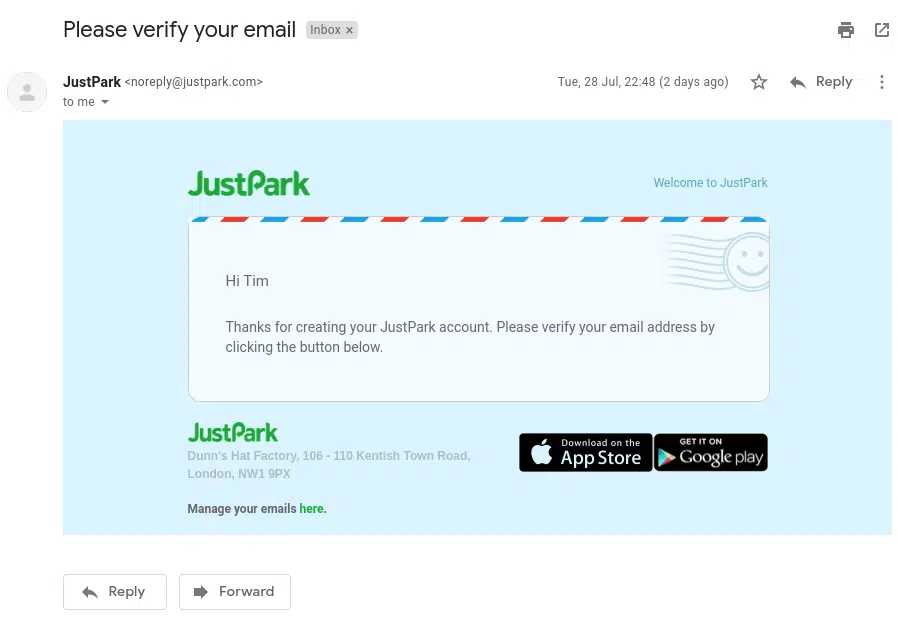 Please verify your email Inbox ×
JustPark <noreply@justpark.com> Tue, 28 Jul, 22:48 (2 days ago) Reply
to me
JustPark Welcome to JustPark
Hi Tim
Thanks for creating your JustPark account. Please verify your email address by
clicking the button below.
JustPark
Dunn's Hat Factory, 106 - 110 Kentish Town Road,
London, NW1 9PX
Download on the
App Store
GET IT ON
Google play
Manage your emails here.
Reply Forward